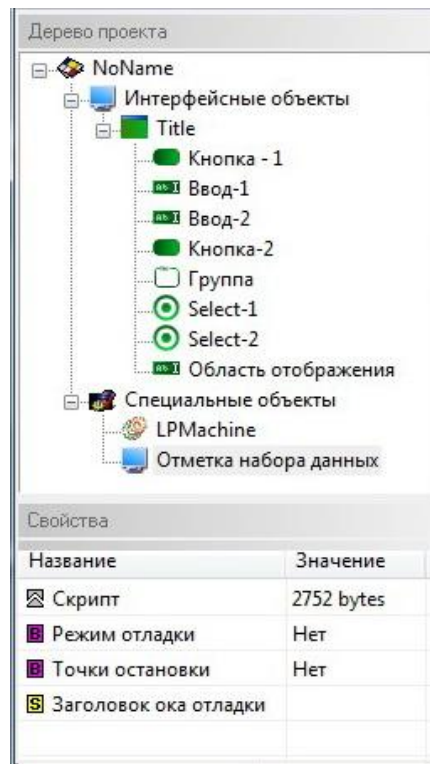 Дерево проекта
NoName
Интерфейсные объекты
Title
Кнопка - 1
Ввод-1
Ввод-2
Кнопка-2
Группа
Select-1
Select-2
Область отображения
Специальные объекты
LPMachine
Отметка набора данных
Свойства
Название Значение
Скрипт 2752 bytes
B Режим отладки Нет
B Точки остановки Нет
S Заголовок ока отладки